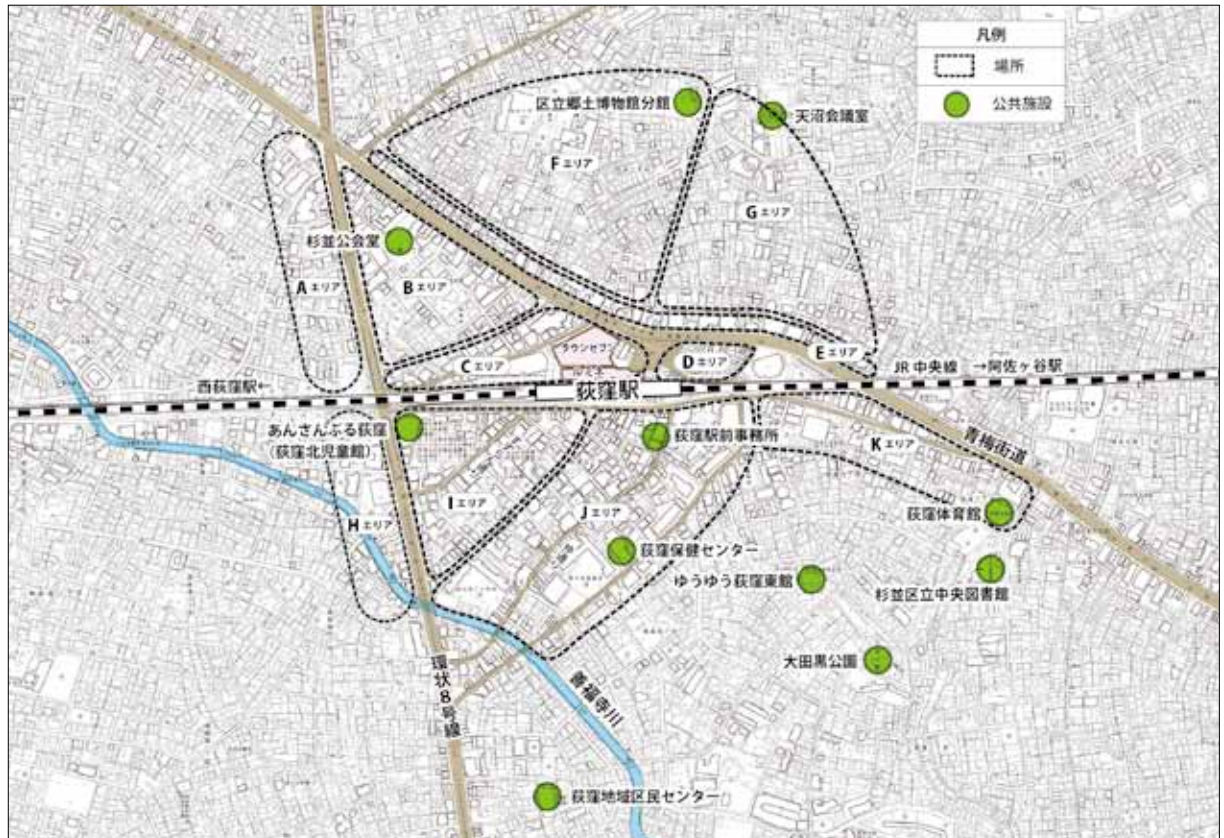 凡例
場所
公共施設
区立郷土博物館分館
天沼会議室
Fエリア
Gエリア
杉並公会堂
Aエリア
Bエリア
タウンセブン
Cエリア
Dエリア
Eエリア
JR中央線 →阿佐ヶ谷駅
西荻窪駅←
荻窪駅
あんさんぶる荻窪
(荻窪北児童館)
荻窪駅前事務所
Kエリア
青梅街道
Iエリア
Jエリア
Hエリア
荻窪体育館
荻窪保健センター
ゆうゆう荻窪東館
杉並区立中央図書館
大田黒公園
環状8号線
善福寺川
荻窪地域区民センター